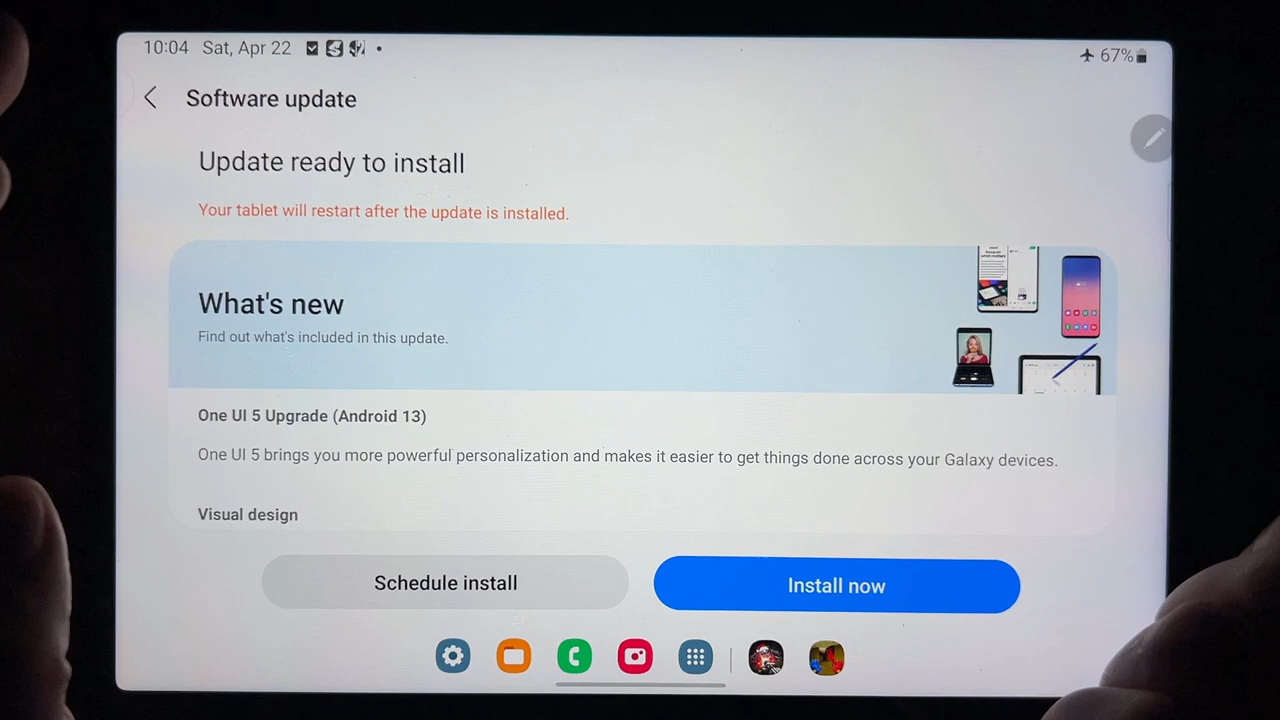 10:04 Sat, Apr 22
67%
Software update
Update ready to install
Your tablet will restart after the update is installed.
What's new
Find out what's included in this update.
One UI 5 Upgrade (Android 13)
One UI 5 brings you more powerful personalization and makes it easier to get things done across your Galaxy devices.
Visual design
Schedule install
Install now